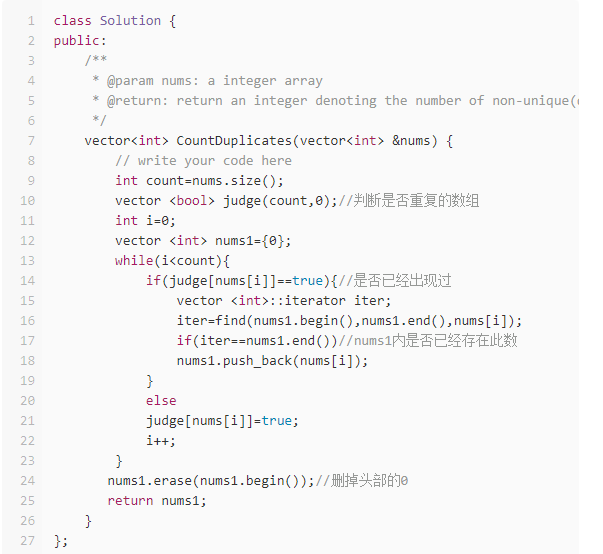 1 class Solution {
2 public:
3 /**
4 * @param nums: a integer array
5 * @return: return an integer denoting the number of non-unique(
6 */
7 vector<int> CountDuplicates(vector<int> &nums) {
8 // write your code here
9 int count=nums.size();
10 vector <bool> judge(count,0);//判断是否重复的数组
11 int i=0;
12 vector <int> nums1={0};
13 while(i<count){
14 if(judge[nums[i]]==true){//是否已经出现过
15 vector <int>::iterator iter;
16 iter=find(nums1.begin(),nums1.end(),nums[i]);
17 if(iter==nums1.end())//nums1内是否已经存在此数
18 nums1.push_back(nums[i]);
19 }
20 else
21 judge[nums[i]]=true;
22 i++;
23 }
24 nums1.erase(nums1.begin());//删掉头部的0
25 return nums1;
26 }
27 };